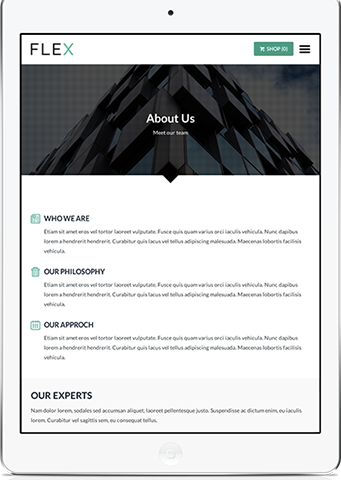 FLEX
SHOP (0)
About Us
Meet our team
WHO WE ARE
Etiam sit amet eros vel tortor laoreet vulputate. Fusce quis quam varius orci iaculis vehicula. Nunc dapibus
lorem a hendrerit hendrerit. Curabitur quis lacus vel tellus adipiscing malesuada. Maecenas lobortis facilisis
vehicula.
OUR PHILOSOPHY
Etiam sit amet eros vel tortor laoreet vulputate. Fusce quis quam varius orci iaculis vehicula. Nunc dapibus
lorem a hendrerit hendrerit. Curabitur quis lacus vel tellus adipiscing malesuada. Maecenas lobortis facilisis
vehicula.
OUR APPROCH
Etiam sit amet eros vel tortor laoreet vulputate. Fusce quis quam varius orci iaculis vehicula. Nunc dapibus
lorem a hendrerit hendrerit. Curabitur quis lacus vel tellus adipiscing malesuada. Maecenas lobortis facilisis
vehicula.
OUR EXPERTS
Nam dolor lorem, sodales sed accumsan aliquet, laoreet pellentesque justo. Suspendisse ac dictum enim, eu iaculis
lorem. Curabitur vel sagittis sem, eu consequat tellus.